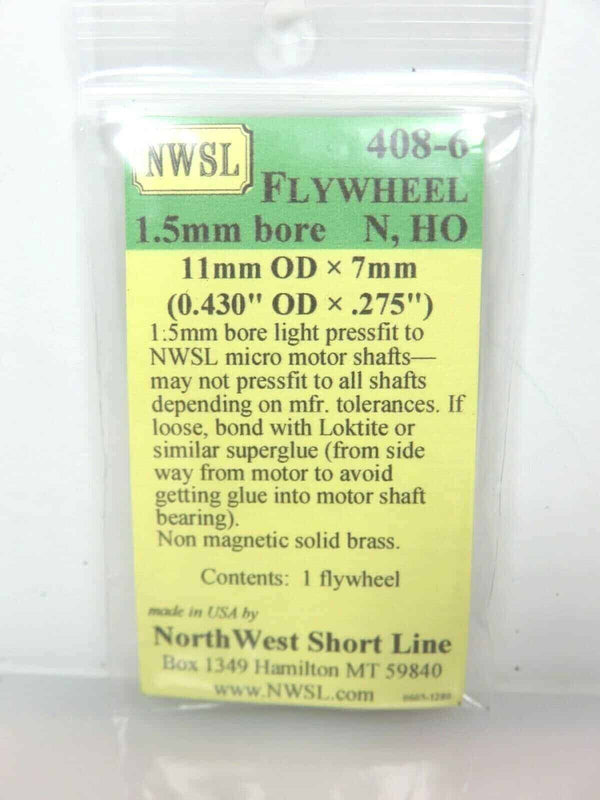 NWSL
408-6
FLYWHEEL
1.5mm bore N, HO
11mm OD × 7mm
(0.430" OD × .275")
1:5mm bore light pressfit to
NWSL micro motor shafts—
may not pressfit to all shafts
depending on mfr. tolerances. If
loose, bond with Loktite or
similar superglue (from side
way from motor to avoid
getting glue into motor shaft
bearing).
Non magnetic solid brass.
Contents: 1 flywheel
made in USA by
NorthWest Short Line
Box 1349 Hamilton MT 59840
www.NWSL.com